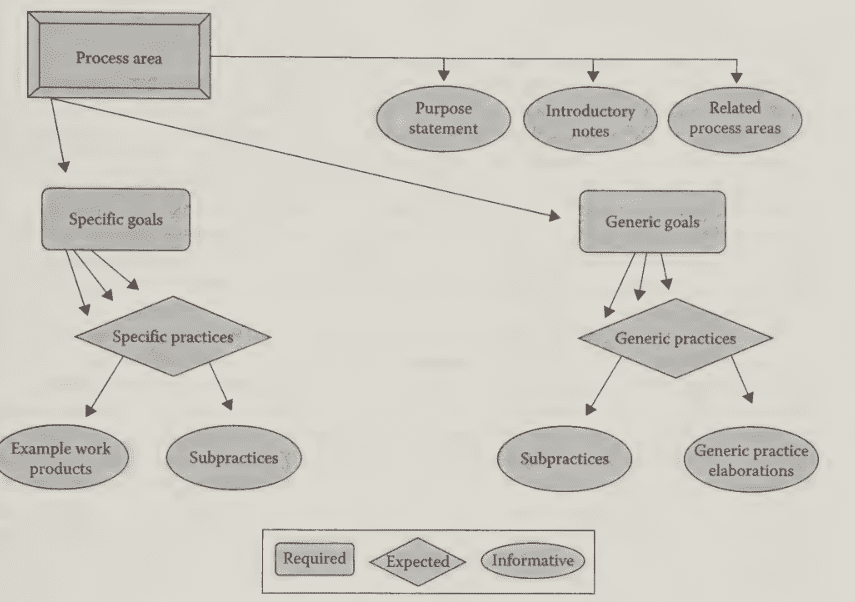 Process area
Purpose
statement
Introductory
notes
Related
process areas
Specific goals
Generic goals
Specific practices
Generic practices
Example work
products
Subpractices
Subpractices
Generic practice
elaborations
Required
Expected
Informative